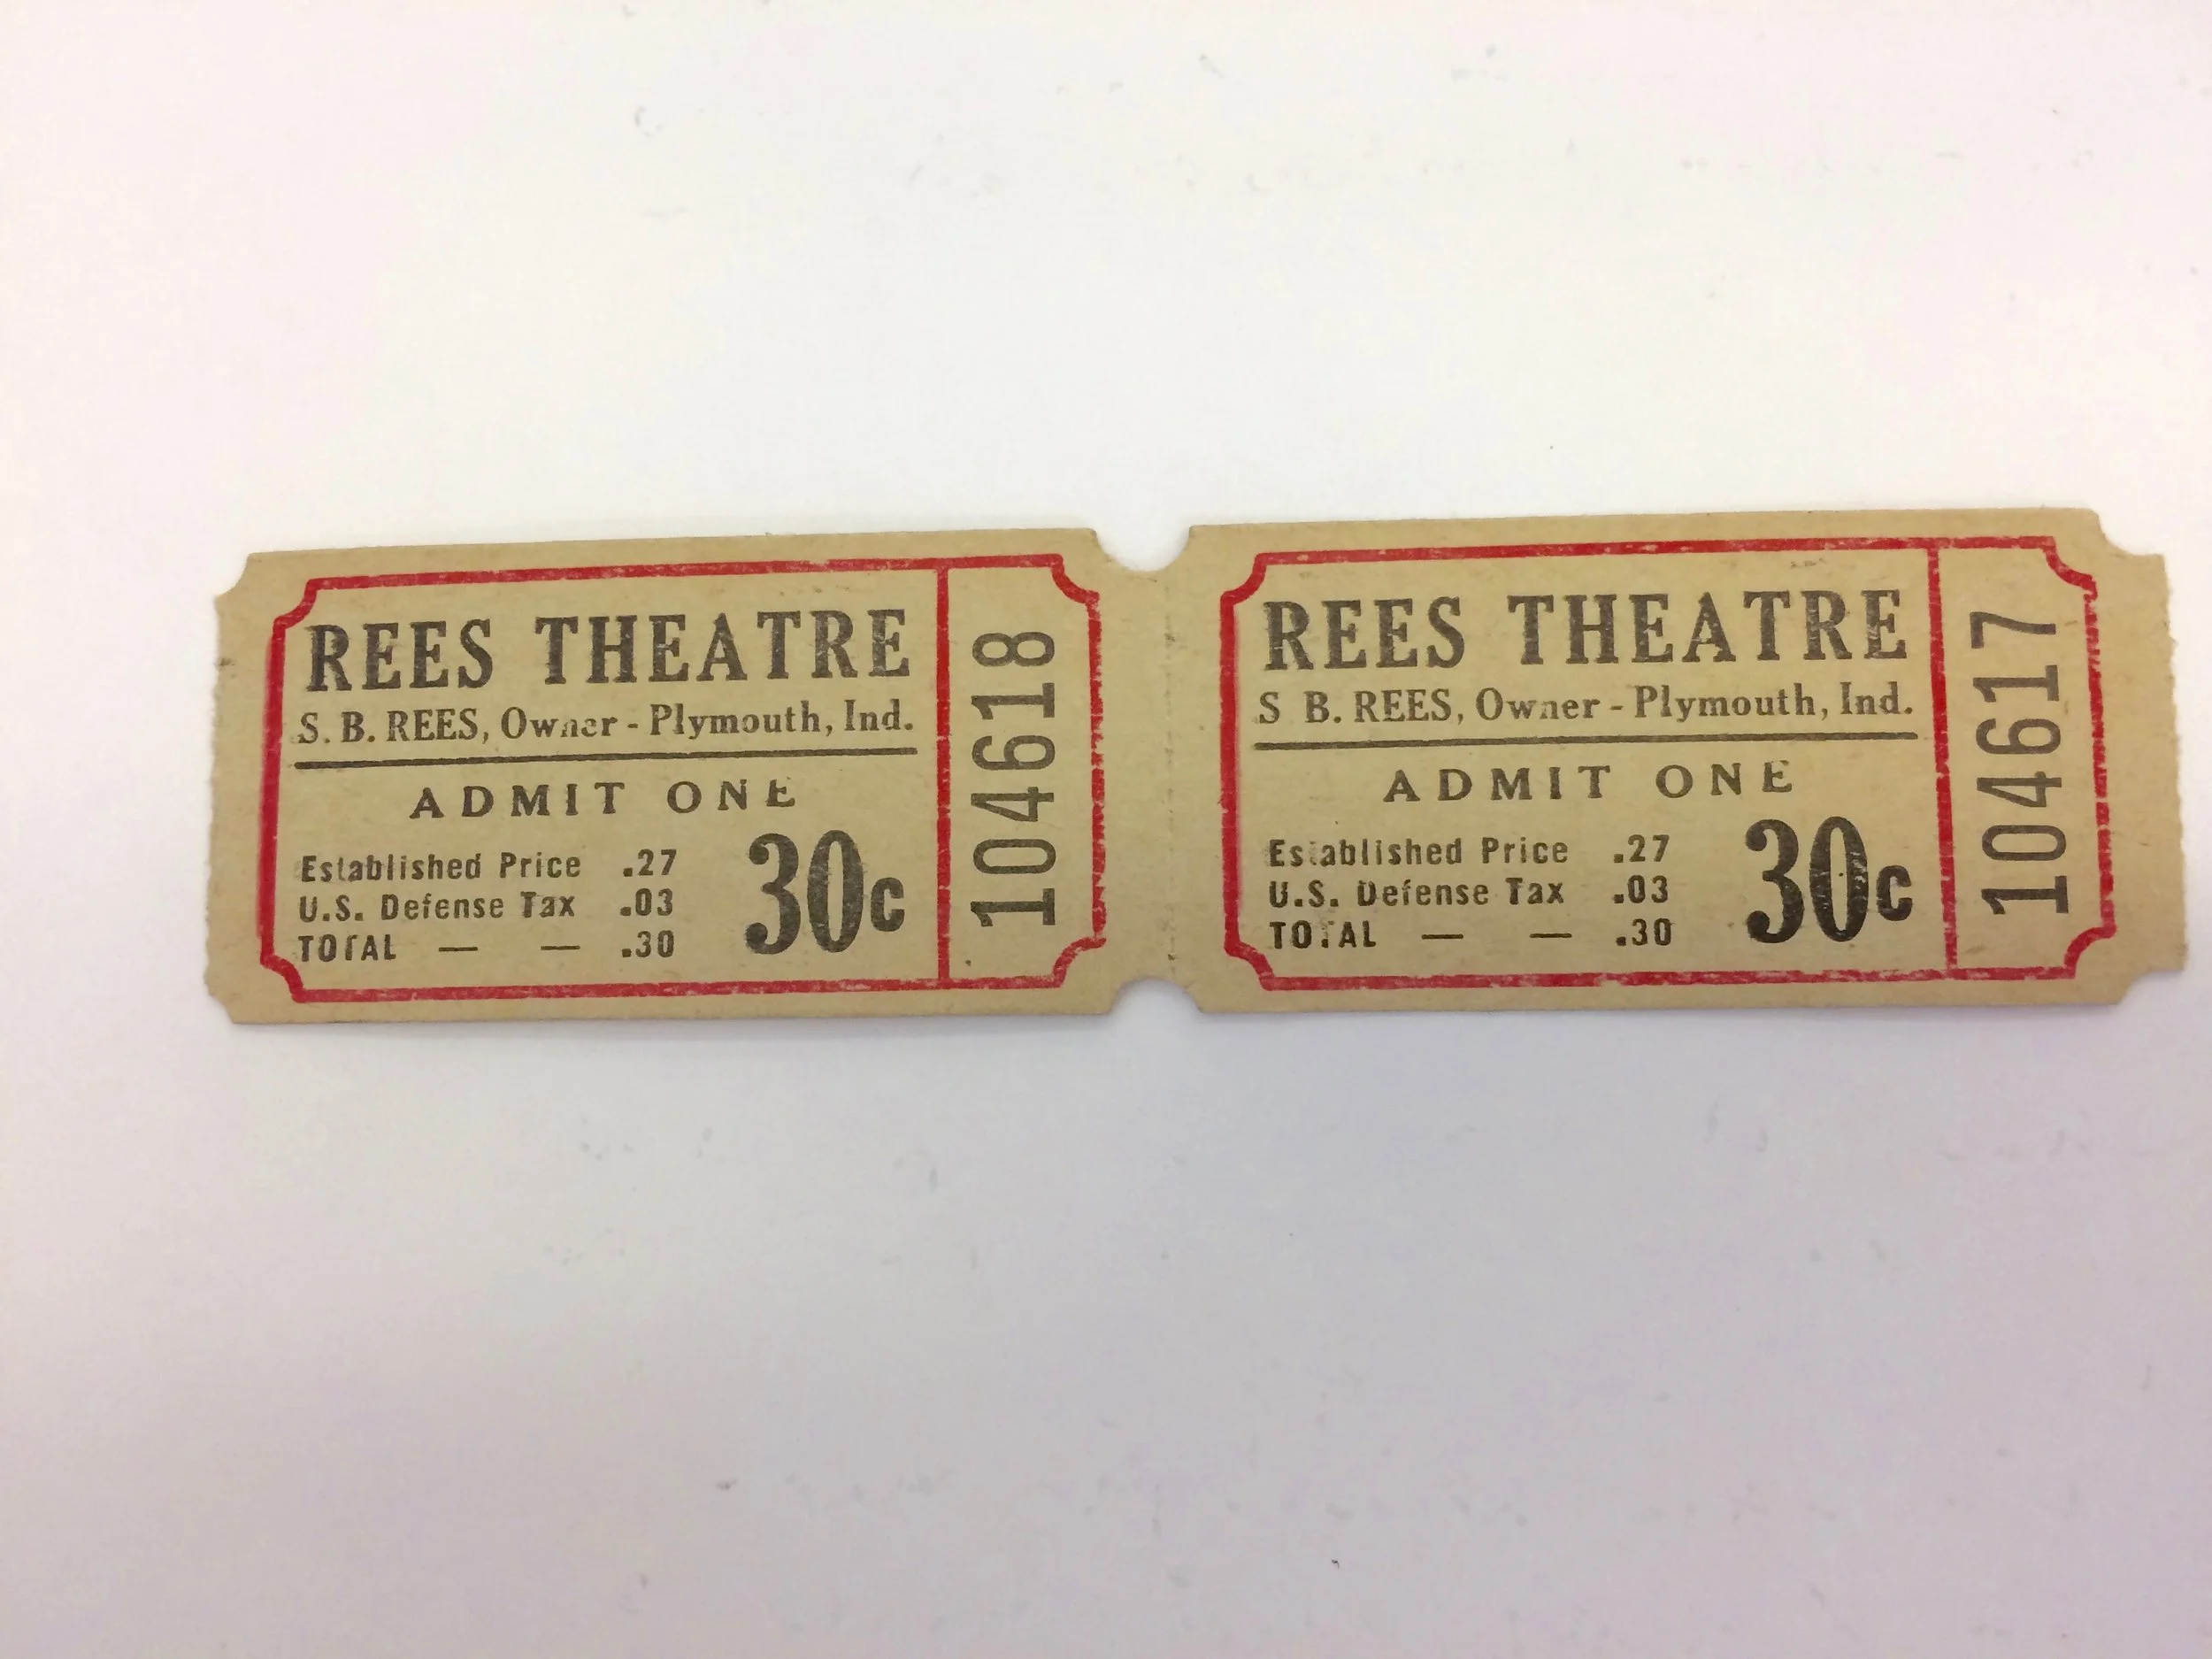 REES THEATRE
S. B. REES, Owner - Plymouth, Ind.
ADMIT ONE
Established Price .27
U.S. Defense Tax .03
TOTAL — — .30
30c
104618
REES THEATRE
S B. REES, Owner - Plymouth, Ind.
ADMIT ONE
Established Price .27
U.S. Defense Tax .03
TOTAL — — .30
30c
104617